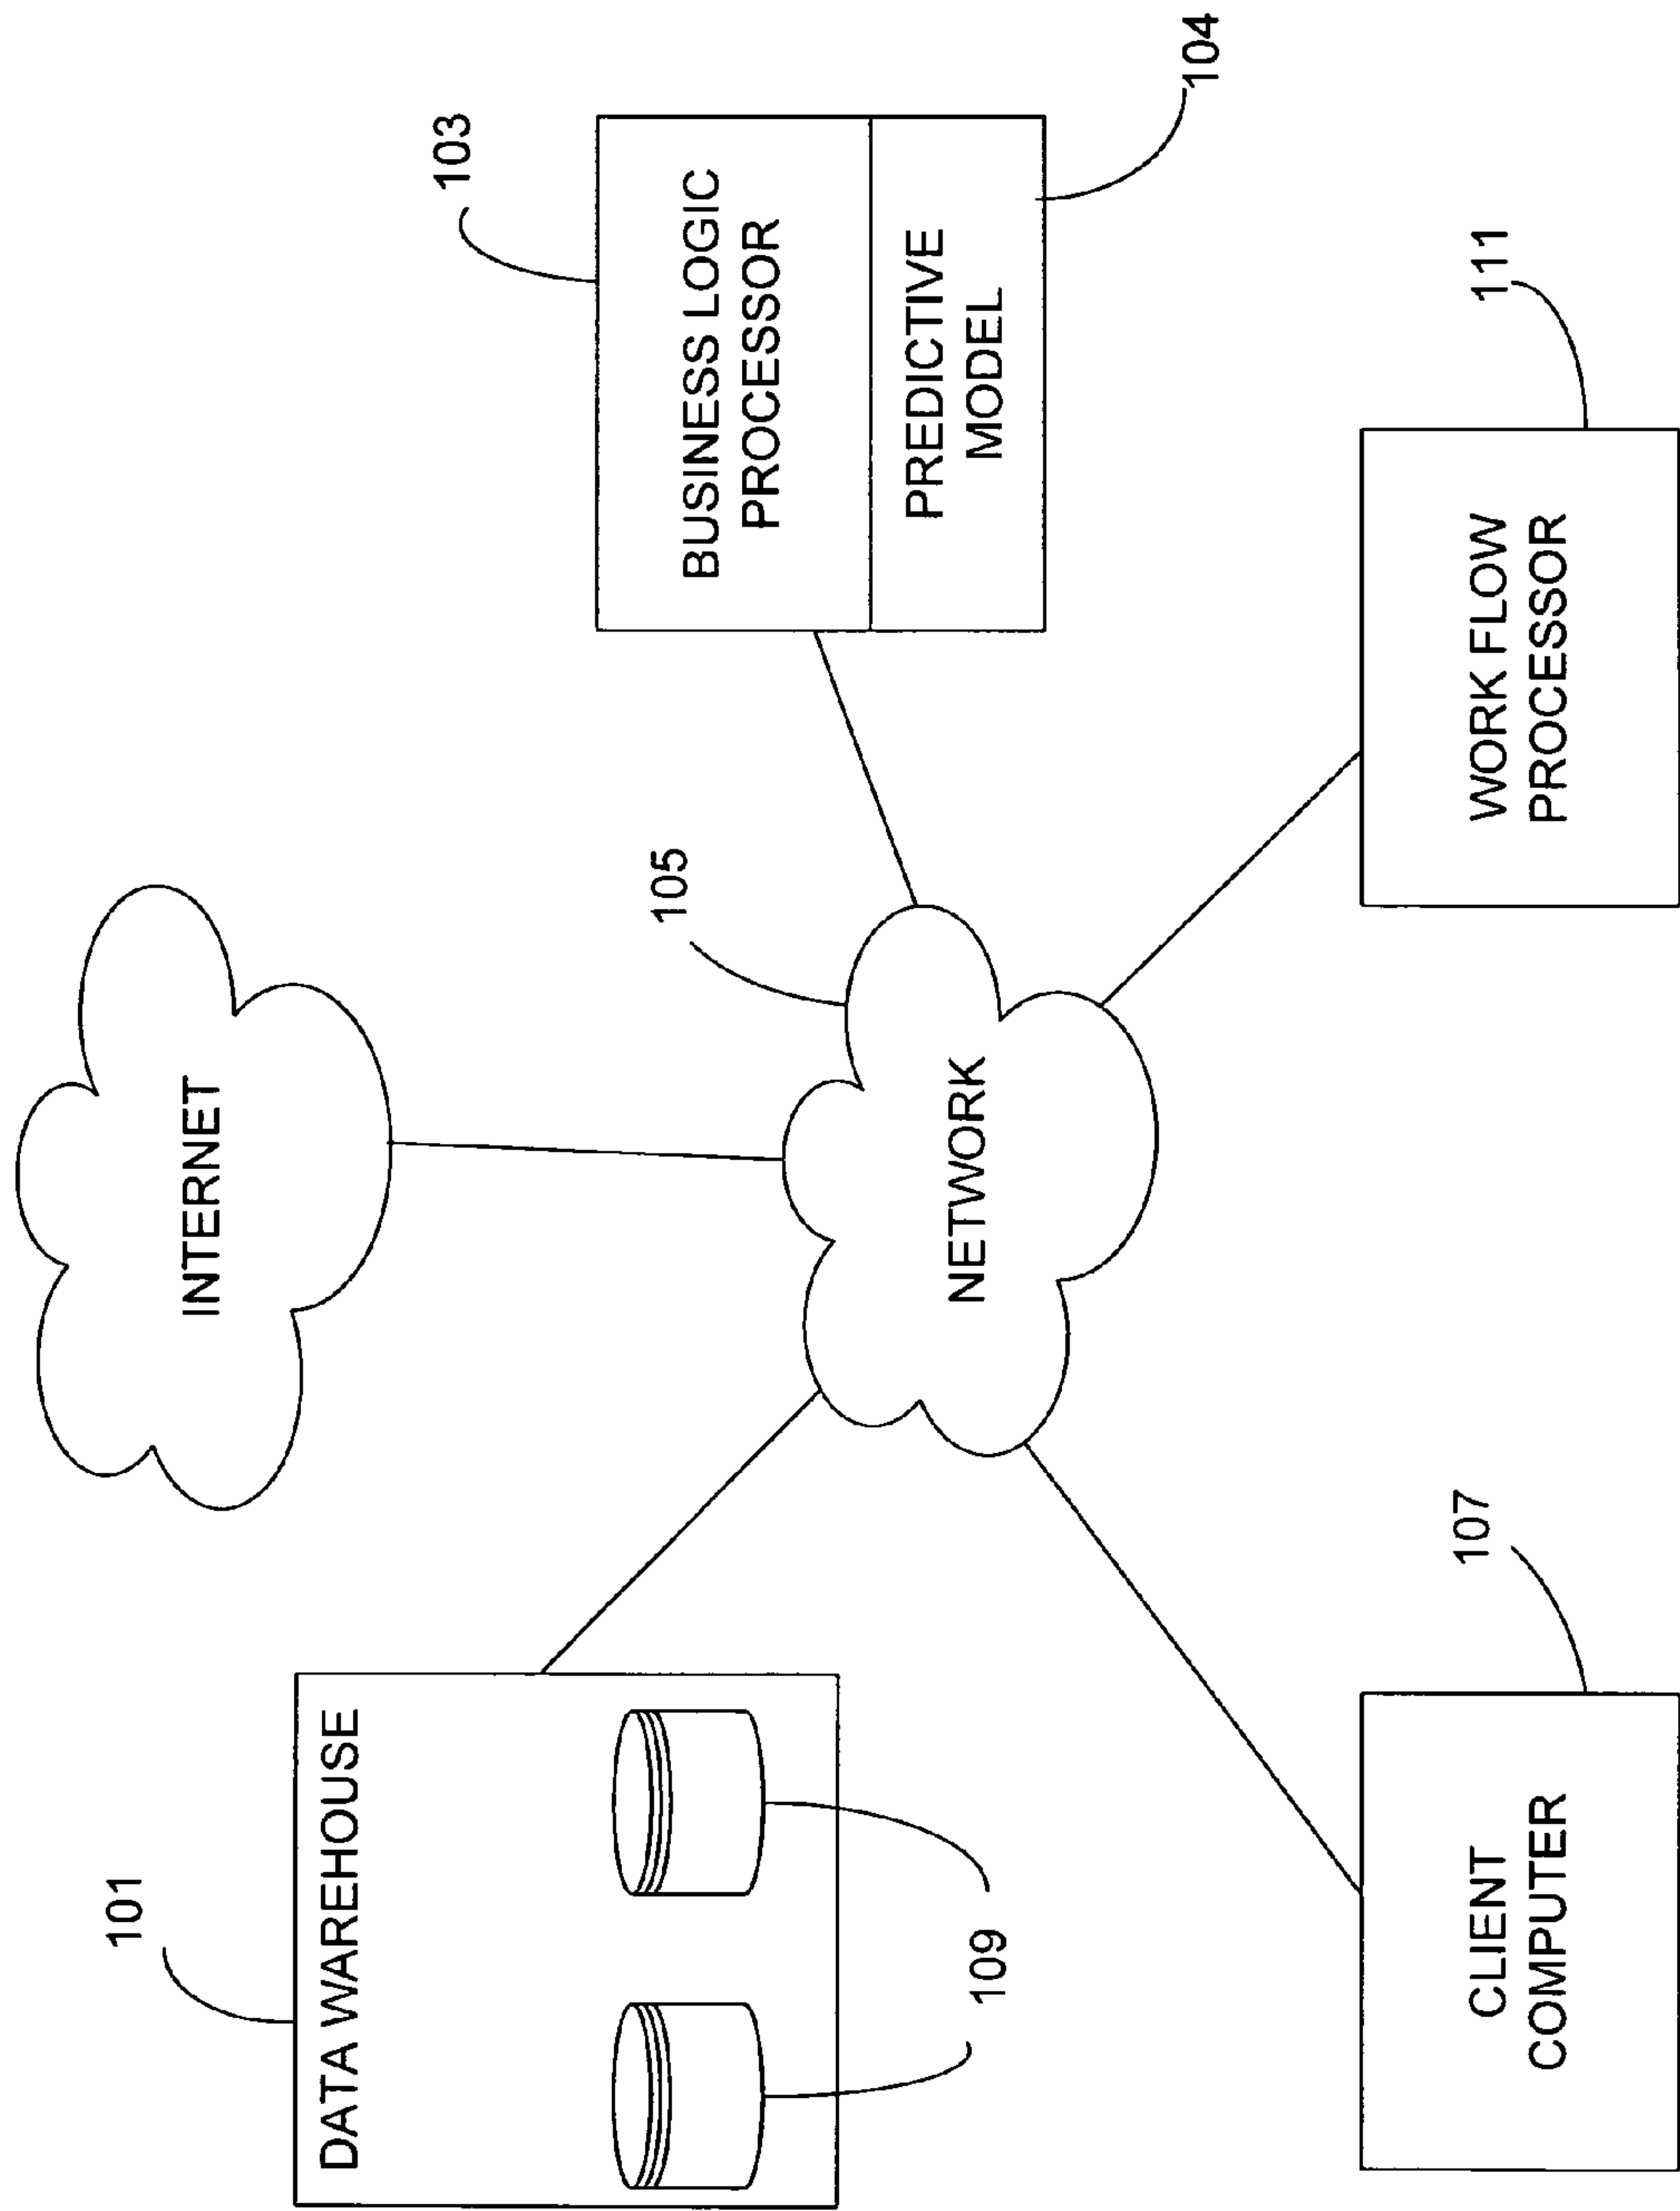 INTERNET
101
DATA WAREHOUSE
109
103
BUSINESS LOGIC
PROCESSOR
PREDICTIVE
MODEL
104
105
NETWORK
107
CLIENT
COMPUTER
111
WORK FLOW
PROCESSOR